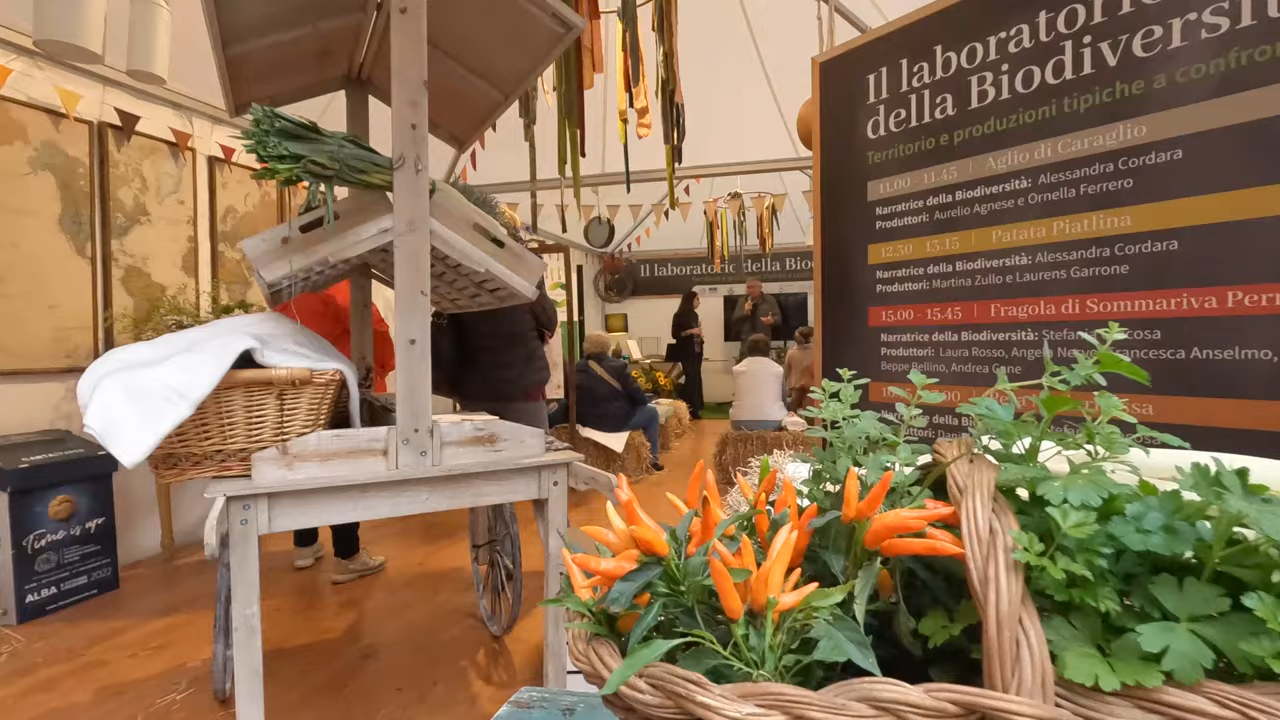 Il laboratorio
della Biodiversit
Territorio e produzioni tipiche a confro
11.00 - 11.45 | Aglio di Caraglio
Narratrice della Biodiversità: Alessandra Cordara
Produttori: Aurelio Agnese e Ornella Ferrero
12.30 - 13.15 | Patata Piatlina
Narratrice della Biodiversità: Alessandra Cordara
Produttori: Martina Zullo e Laurens Garrone
15.00 - 15.45 | Fragola di Sommariva Per
Narratrice della Biodiversità:
Produttori: Laura Rosso, Angelo Francesca Anselmo,
Beppe Bellino, Andrea Cane
Il laboratorio della Bio
Time is up
ALBA 2022